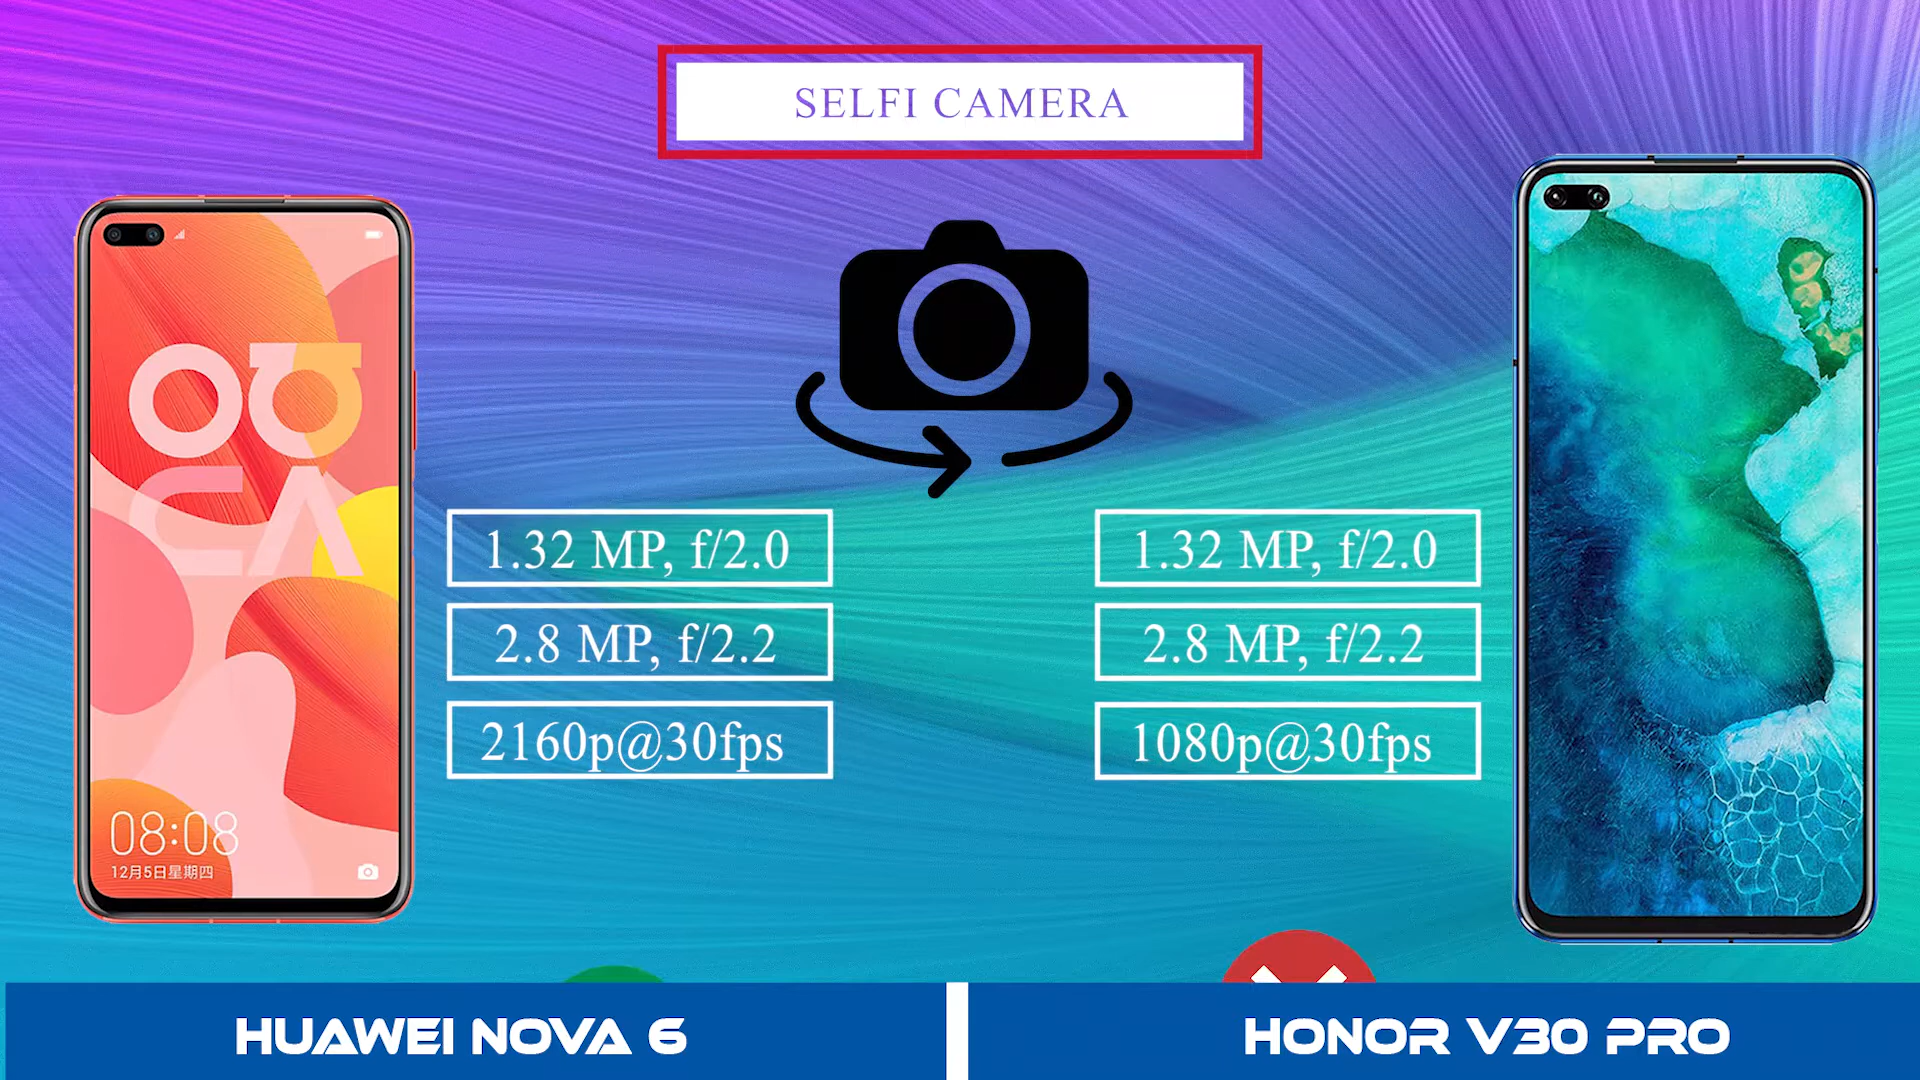 SELFI CAMERA
08:08
12月5日星期四
1.32 MP, f/2.0
2.8 MP, f/2.2
2160p@30fps
1.32 MP, f/2.0
2.8 MP, f/2.2
1080p@30fps
HUAWEI NOVA 6
HONOR V30 PRO